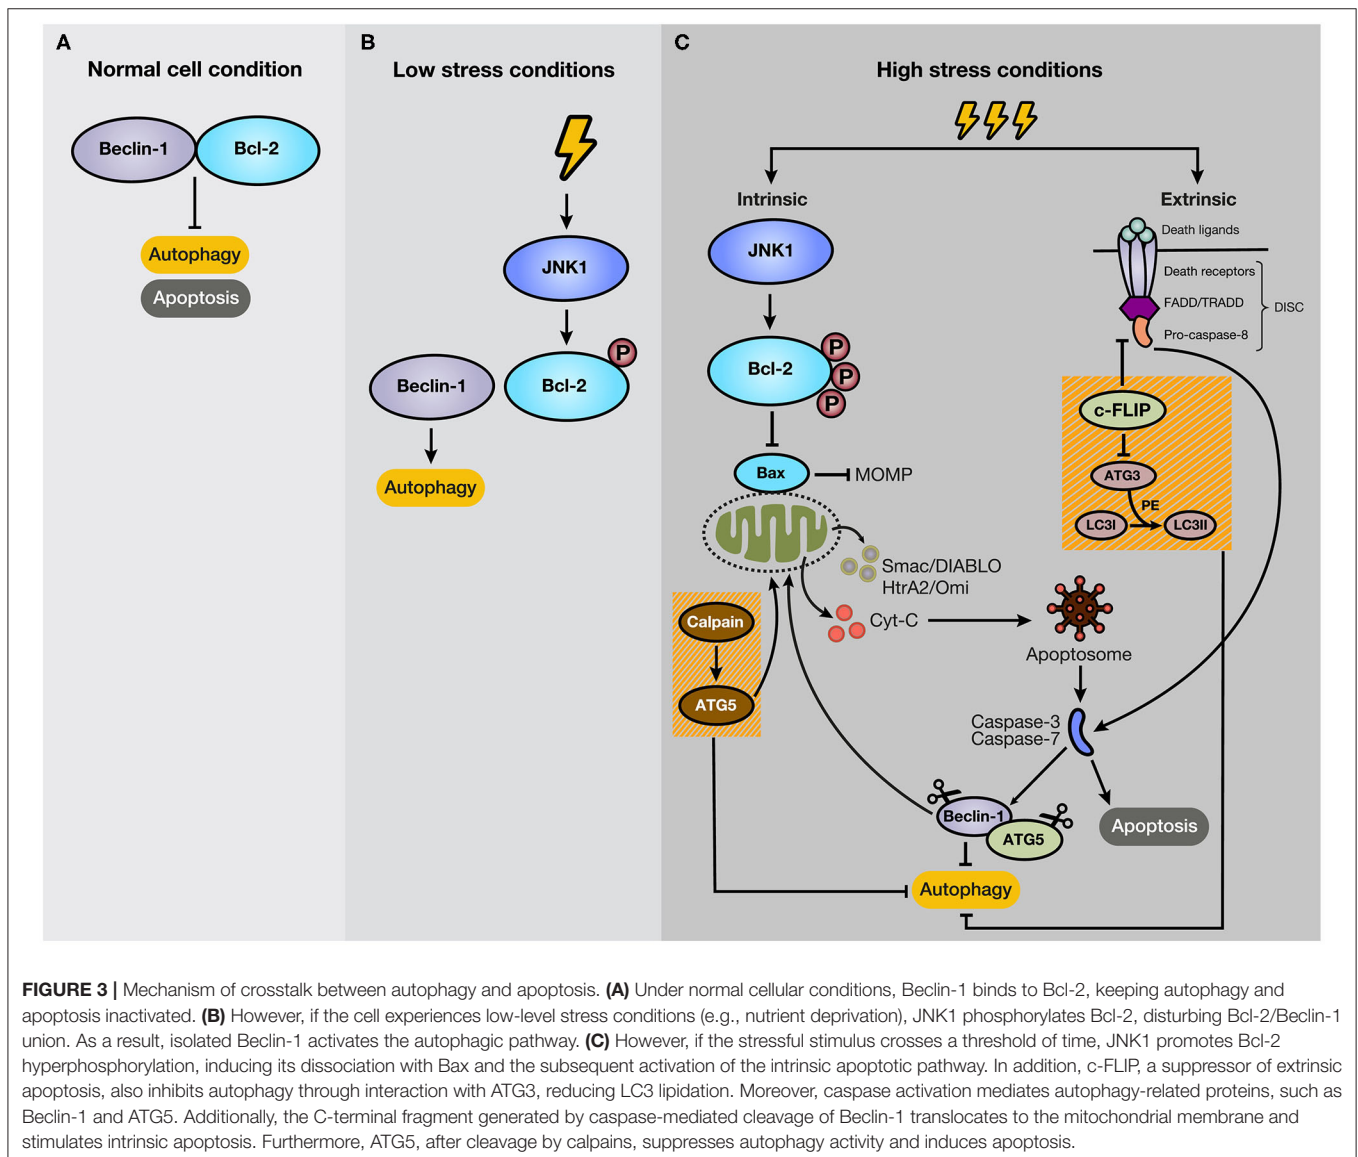 A
Normal cell condition
Beclin-1
Bcl-2
Autophagy
Apoptosis
B
Low stress conditions
JNK1
P
Beclin-1
Bcl-2
Autophagy
C
High stress conditions
Intrinsic
Extrinsic
JNK1
Death ligands
Death receptors
FADD/TRADD
DISC
Pro-caspase-8
Bcl-2
P
P
P
c-FLIP
Bax
MOMP
ATG3
PE
LC3I
LC3II
Smac/DIABLO
HtrA2/Omi
Calpain
Cyt-C
Apoptosome
ATG5
Caspase-3
Caspase-7
Beclin-1
ATG5
Apoptosis
Autophagy
FIGURE 3 | Mechanism of crosstalk between autophagy and apoptosis. (A) Under normal cellular conditions, Beclin-1 binds to Bcl-2, keeping autophagy and
apoptosis inactivated. (B) However, if the cell experiences low-level stress conditions (e.g., nutrient deprivation), JNK1 phosphorylates Bcl-2, disturbing Bcl-2/Beclin-1
union. As a result, isolated Beclin-1 activates the autophagic pathway. (C) However, if the stressful stimulus crosses a threshold of time, JNK1 promotes Bcl-2
hyperphosphorylation, inducing its dissociation with Bax and the subsequent activation of the intrinsic apoptotic pathway. In addition, c-FLIP, a suppressor of extrinsic
apoptosis, also inhibits autophagy through interaction with ATG3, reducing LC3 lipidation. Moreover, caspase activation mediates autophagy-related proteins, such as
Beclin-1 and ATG5. Additionally, the C-terminal fragment generated by caspase-mediated cleavage of Beclin-1 translocates to the mitochondrial membrane and
stimulates intrinsic apoptosis. Furthermore, ATG5, after cleavage by calpains, suppresses autophagy activity and induces apoptosis.